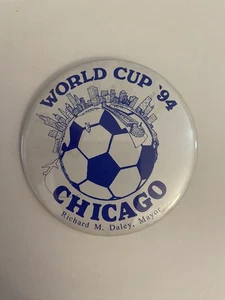 WORLD CUP '94
CHICAGO
Richard M. Daley, Mayor